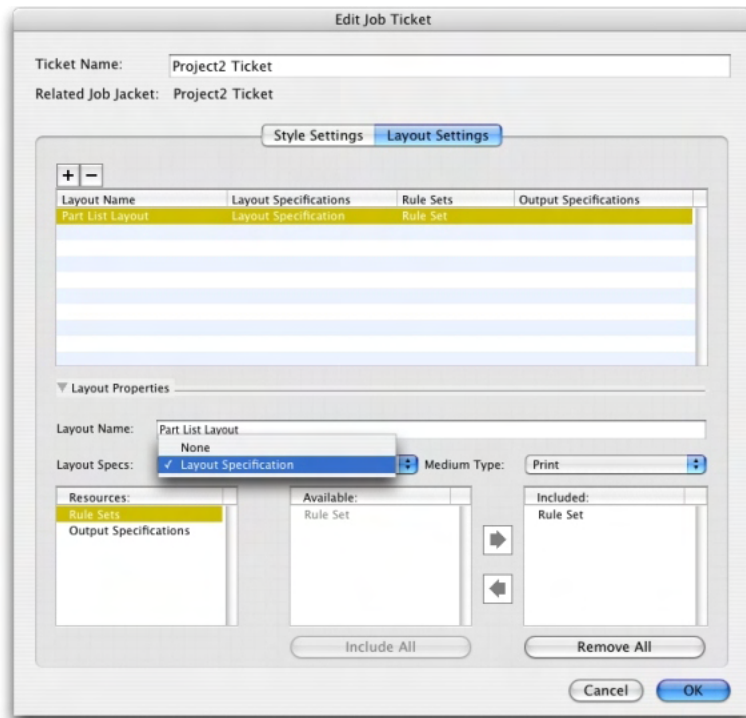 Edit Job Ticket
Ticket Name: Project2 Ticket
Related Job Jacket: Project2 Ticket
Style Settings Layout Settings
+ −
Layout Name Layout Specifications Rule Sets Output Specifications
Part List Layout Layout Specification Rule Set
Layout Properties
Layout Name: Part List Layout
None
Layout Specs: ✓ Layout Specification Medium Type: Print
Resources: Available: Included:
Rule Sets Rule Set Rule Set
Output Specifications
Include All Remove All
Cancel OK